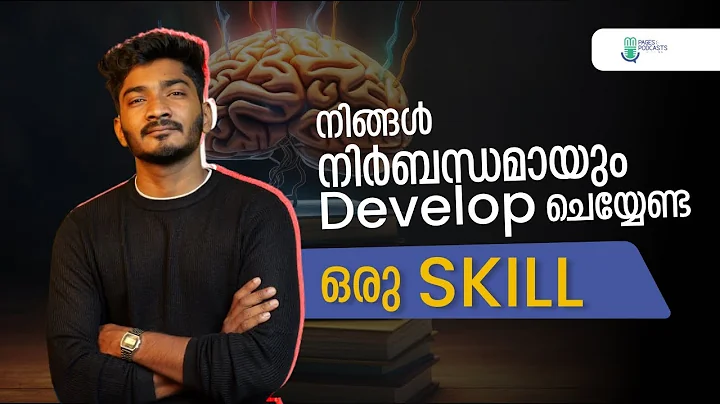 PAGES &
PODCASTS
നിങ്ങൾ
നിർബന്ധമായും
Develop ചെയ്യേണ്ട
ഒരു SKILL